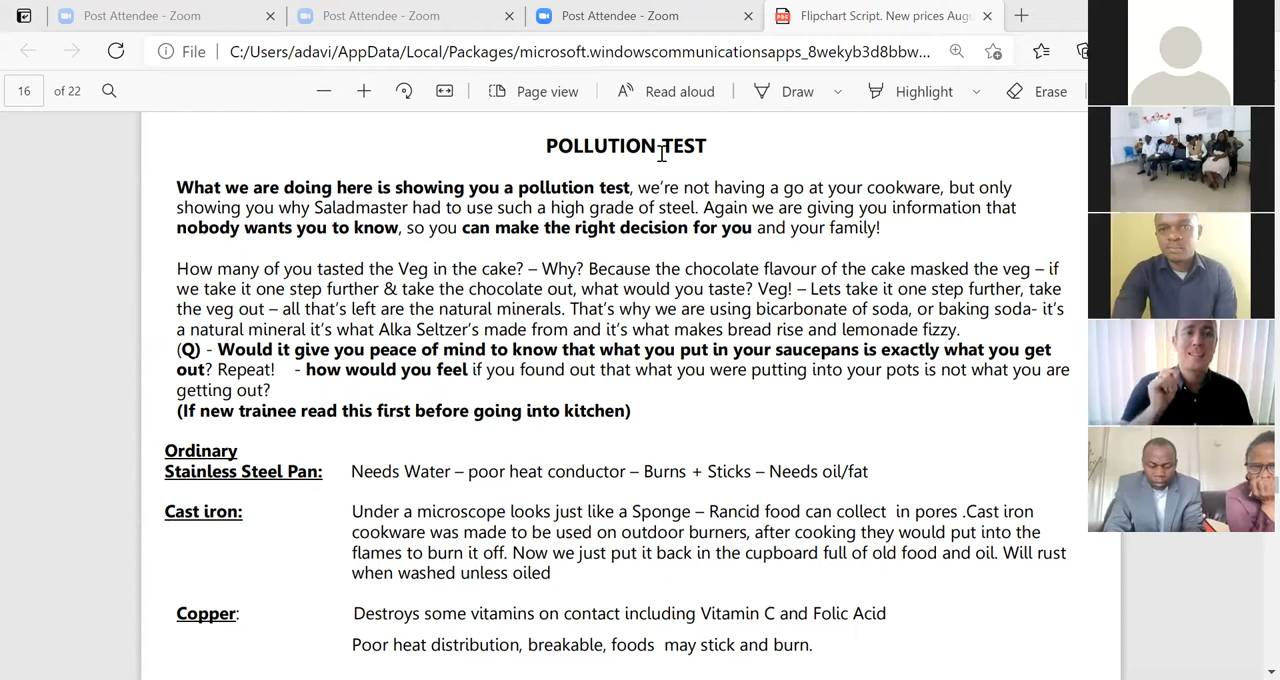 Post Attendee - Zoom
Post Attendee - Zoom
Post Attendee - Zoom
Flipchart Script. New prices Aug
File
C:/Users/adavi/AppData/Local/Packages/microsoft.windowscommunicationsapps_8wekyb3d8bbw...
16 of 22
Page view
Read aloud
Draw
Highlight
Erase
POLLUTION TEST
What we are doing here is showing you a pollution test, we're not having a go at your cookware, but only
showing you why Saladmaster had to use such a high grade of steel. Again we are giving you information that
nobody wants you to know, so you can make the right decision for you and your family!
How many of you tasted the Veg in the cake? – Why? Because the chocolate flavour of the cake masked the veg – if
we take it one step further & take the chocolate out, what would you taste? Veg! – Lets take it one step further, take
the veg out – all that's left are the natural minerals. That's why we are using bicarbonate of soda, or baking soda- it's
a natural mineral it's what Alka Seltzer's made from and it's what makes bread rise and lemonade fizzy.
(Q) - Would it give you peace of mind to know that what you put in your saucepans is exactly what you get
out? Repeat! - how would you feel if you found out that what you were putting into your pots is not what you are
getting out?
(If new trainee read this first before going into kitchen)
Ordinary
Stainless Steel Pan: Needs Water – poor heat conductor – Burns + Sticks – Needs oil/fat
Cast iron: Under a microscope looks just like a Sponge – Rancid food can collect in pores .Cast iron
cookware was made to be used on outdoor burners, after cooking they would put into the
flames to burn it off. Now we just put it back in the cupboard full of old food and oil. Will rust
when washed unless oiled
Copper: Destroys some vitamins on contact including Vitamin C and Folic Acid
Poor heat distribution, breakable, foods may stick and burn.